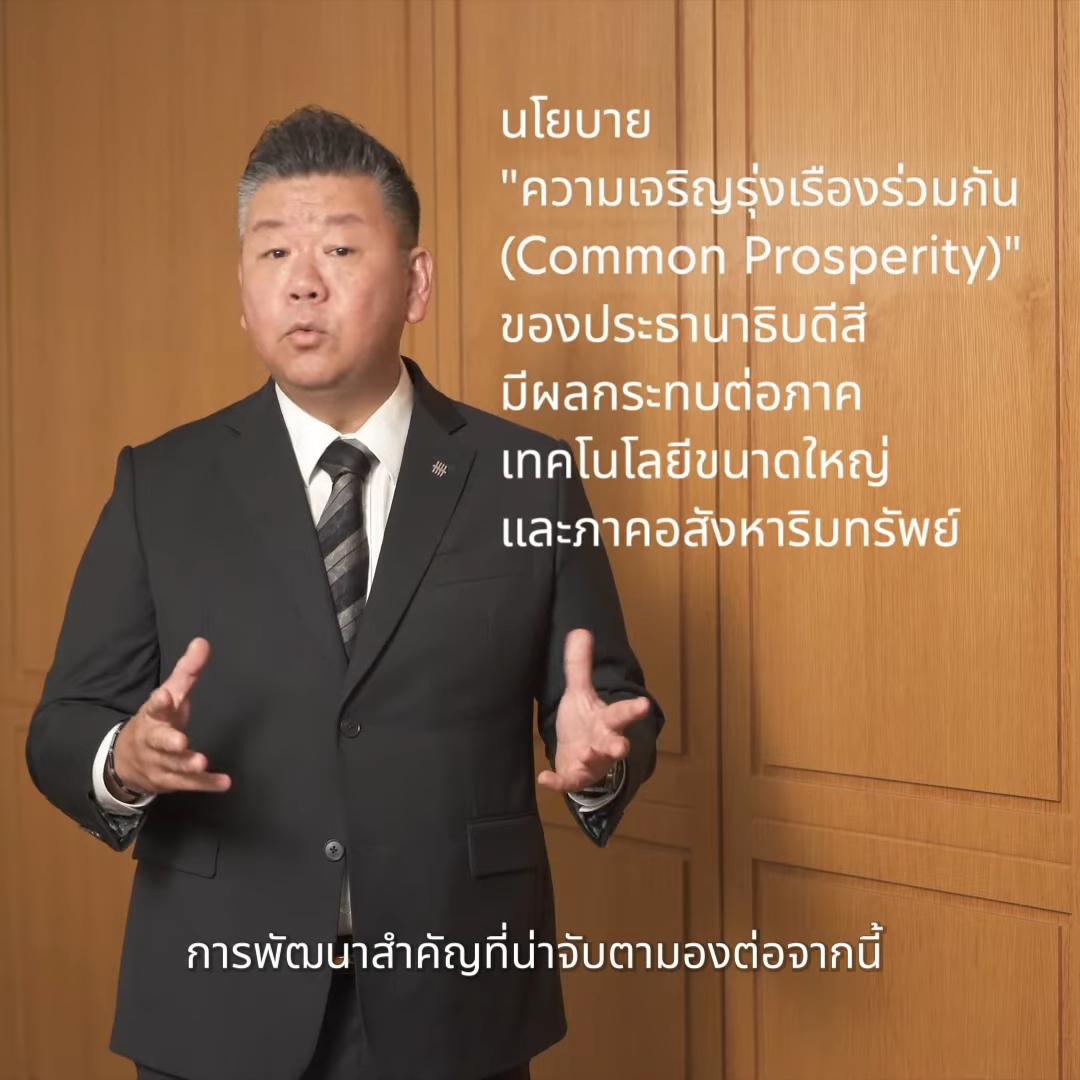 นโยบาย
"ความเจริญรุ่งเรืองร่วมกัน
(Common Prosperity)"
ของประธานาธิบดีสี
มีผลกระทบต่อภาค
เทคโนโลยีขนาดใหญ่
และภาคอสังหาริมทรัพย์
การพัฒนาสำคัญที่น่าจับตามองต่อจากนี้